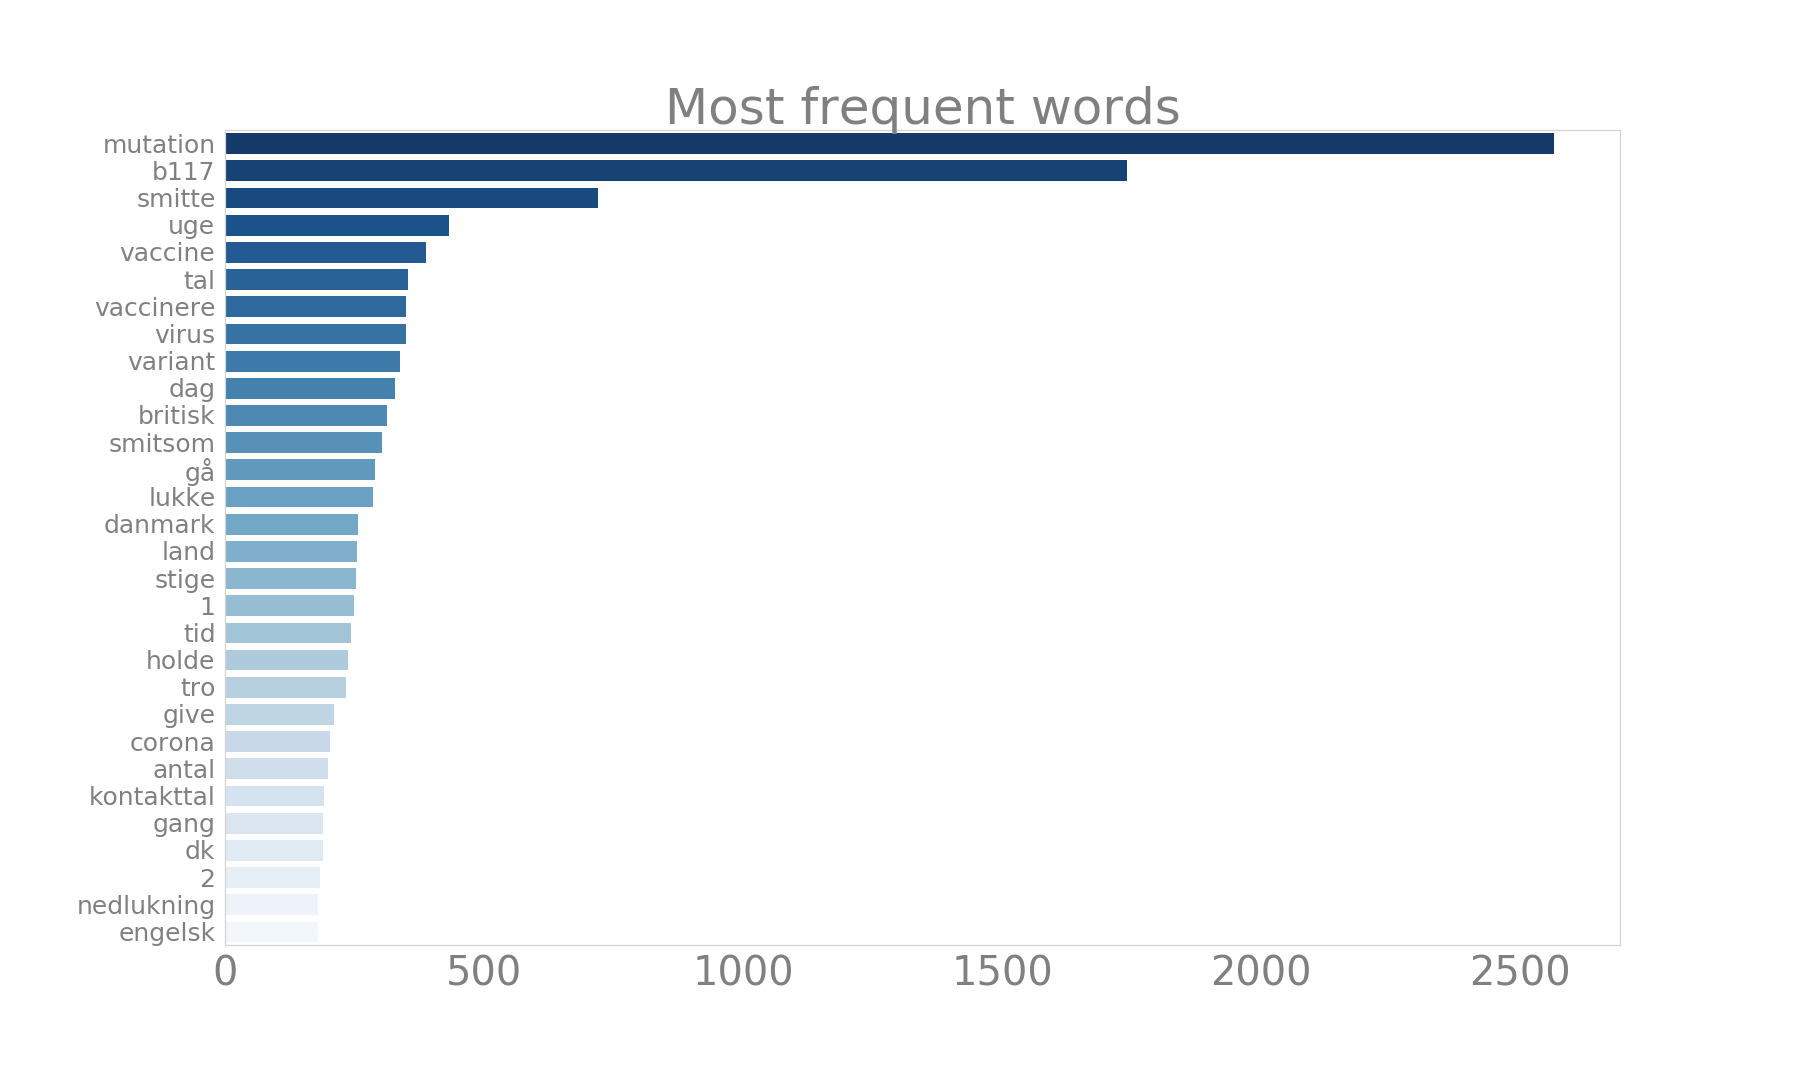 Most frequent words
mutation
b117
smitte
uge
vaccine
tal
vaccinere
virus
variant
dag
britisk
smitsom
gå
lukke
danmark
land
stige
1
tid
holde
tro
give
corona
antal
kontakttal
gang
dk
2
nedlukning
engelsk
0 500 1000 1500 2000 2500